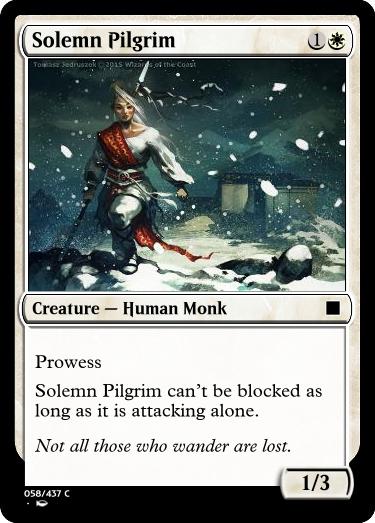 Solemn Pilgrim 1
Tomasz Jedruszek © 2015 Wizards of the Coast
Creature — Human Monk
Prowess
Solemn Pilgrim can't be blocked as
long as it is attacking alone.
Not all those who wander are lost.
1/3
058/437 C